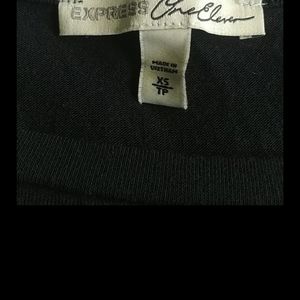 EXPRESS One Eleven
MADE IN
VIETNAM
XS
TP